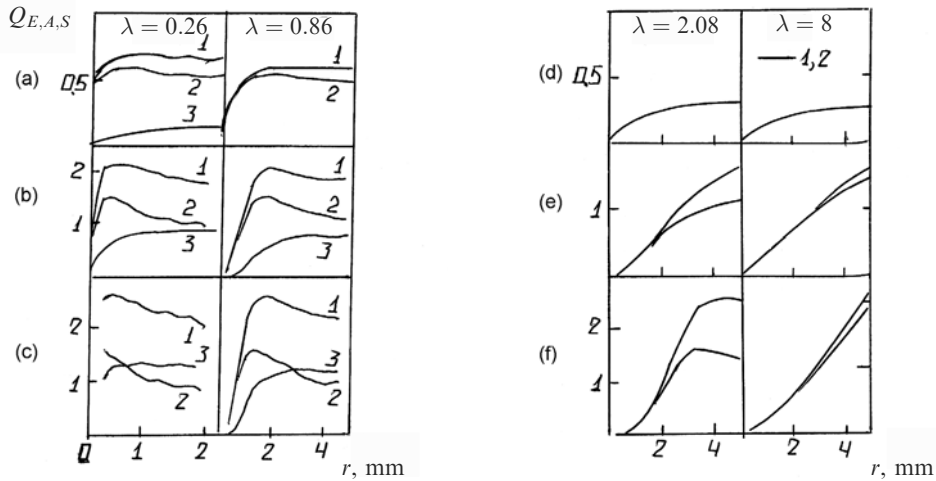 Q_{E,A,S}
λ = 0.26 λ = 0.86 λ = 2.08 λ = 8
(a) 0,5 1 2 3 1 2
(d) 0,5 1,2
(b) 2 1 1 2 3 1 2 3
(e) 1
(c) 2 1 1 3 2 1 3 2
(f) 2 1
0 1 2 2 4 r, mm
2 4 2 4 r, mm